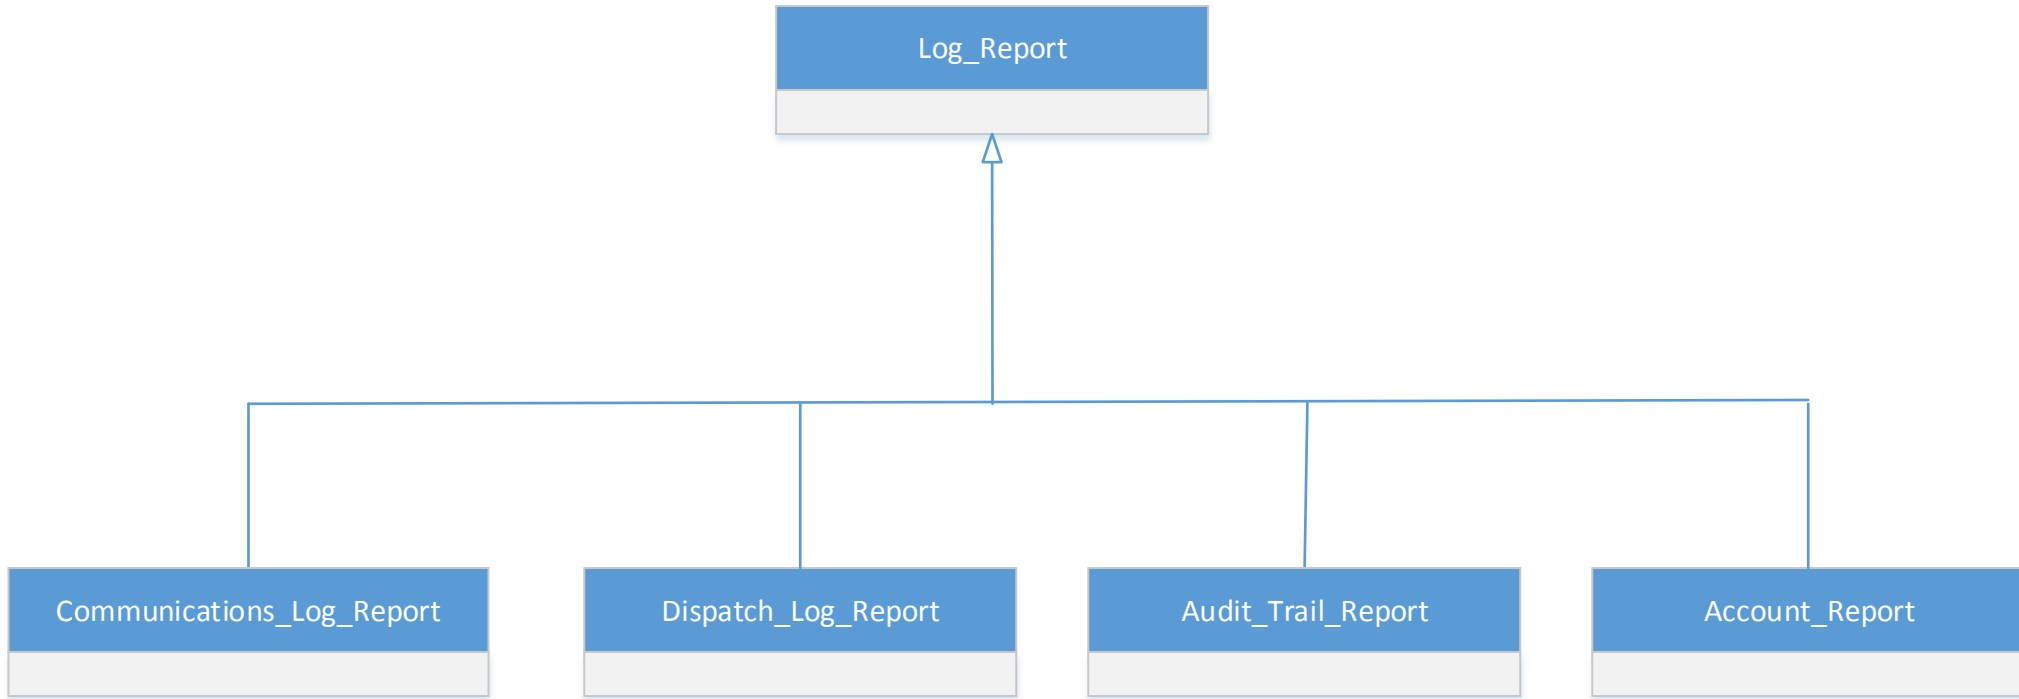 Log_Report
Communications_Log_Report
Dispatch_Log_Report
Audit_Trail_Report
Account_Report